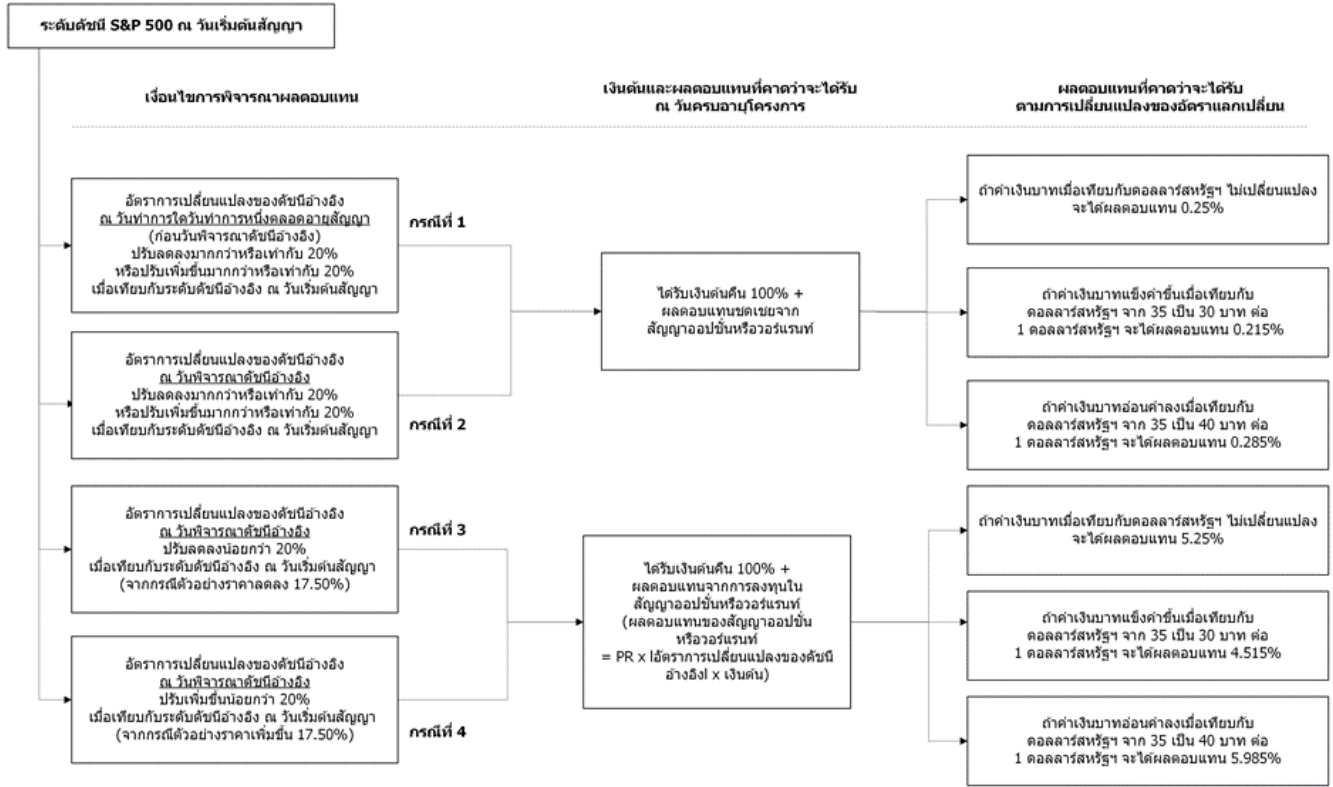 ระดับดัชนี S&P 500 ณ วันเริ่มต้นสัญญา
เงื่อนไขการพิจารณาผลตอบแทน
เงินต้นและผลตอบแทนที่คาดว่าจะได้รับ
ณ วันครบอายุโครงการ
ผลตอบแทนที่คาดว่าจะได้รับ
ตามการเปลี่ยนแปลงของอัตราแลกเปลี่ยน
อัตราการเปลี่ยนแปลงของดัชนีอ้างอิง
ณ วันทำการใดวันทำการหนึ่งตลอดอายุสัญญา
(ก่อนวันพิจารณาดัชนีอ้างอิง)
ปรับลดลงมากกว่าหรือเท่ากับ 20%
หรือปรับเพิ่มขึ้นมากกว่าหรือเท่ากับ 20%
เมื่อเทียบกับระดับดัชนีอ้างอิง ณ วันเริ่มต้นสัญญา
กรณีที่ 1
อัตราการเปลี่ยนแปลงของดัชนีอ้างอิง
ณ วันพิจารณาดัชนีอ้างอิง
ปรับลดลงมากกว่าหรือเท่ากับ 20%
หรือปรับเพิ่มขึ้นมากกว่าหรือเท่ากับ 20%
เมื่อเทียบกับระดับดัชนีอ้างอิง ณ วันเริ่มต้นสัญญา
กรณีที่ 2
ได้รับเงินต้นคืน 100% +
ผลตอบแทนชดเชยจาก
สัญญาออปชั่นหรือวอร์แรนท์
ถ้าค่าเงินบาทเมื่อเทียบกับดอลลาร์สหรัฐฯ ไม่เปลี่ยนแปลง
จะได้ผลตอบแทน 0.25%
ถ้าค่าเงินบาทแข็งค่าขึ้นเมื่อเทียบกับ
ดอลลาร์สหรัฐฯ จาก 35 เป็น 30 บาท ต่อ
1 ดอลลาร์สหรัฐฯ จะได้ผลตอบแทน 0.215%
ถ้าค่าเงินบาทอ่อนค่าลงเมื่อเทียบกับ
ดอลลาร์สหรัฐฯ จาก 35 เป็น 40 บาท ต่อ
1 ดอลลาร์สหรัฐฯ จะได้ผลตอบแทน 0.285%
อัตราการเปลี่ยนแปลงของดัชนีอ้างอิง
ณ วันพิจารณาดัชนีอ้างอิง
ปรับลดลงน้อยกว่า 20%
เมื่อเทียบกับระดับดัชนีอ้างอิง ณ วันเริ่มต้นสัญญา
(จากกรณีตัวอย่างราคาลดลง 17.50%)
กรณีที่ 3
อัตราการเปลี่ยนแปลงของดัชนีอ้างอิง
ณ วันพิจารณาดัชนีอ้างอิง
ปรับเพิ่มขึ้นน้อยกว่า 20%
เมื่อเทียบกับระดับดัชนีอ้างอิง ณ วันเริ่มต้นสัญญา
(จากกรณีตัวอย่างราคาเพิ่มขึ้น 17.50%)
กรณีที่ 4
ได้รับเงินต้นคืน 100% +
ผลตอบแทนจากการลงทุนใน
สัญญาออปชั่นหรือวอร์แรนท์
(ผลตอบแทนของสัญญาออปชั่น
หรือวอร์แรนท์
= PR x |อัตราการเปลี่ยนแปลงของดัชนี
อ้างอิง| x เงินต้น)
ถ้าค่าเงินบาทเมื่อเทียบกับดอลลาร์สหรัฐฯ ไม่เปลี่ยนแปลง
จะได้ผลตอบแทน 5.25%
ถ้าค่าเงินบาทแข็งค่าขึ้นเมื่อเทียบกับ
ดอลลาร์สหรัฐฯ จาก 35 เป็น 30 บาท ต่อ
1 ดอลลาร์สหรัฐฯ จะได้ผลตอบแทน 4.515%
ถ้าค่าเงินบาทอ่อนค่าลงเมื่อเทียบกับ
ดอลลาร์สหรัฐฯ จาก 35 เป็น 40 บาท ต่อ
1 ดอลลาร์สหรัฐฯ จะได้ผลตอบแทน 5.985%